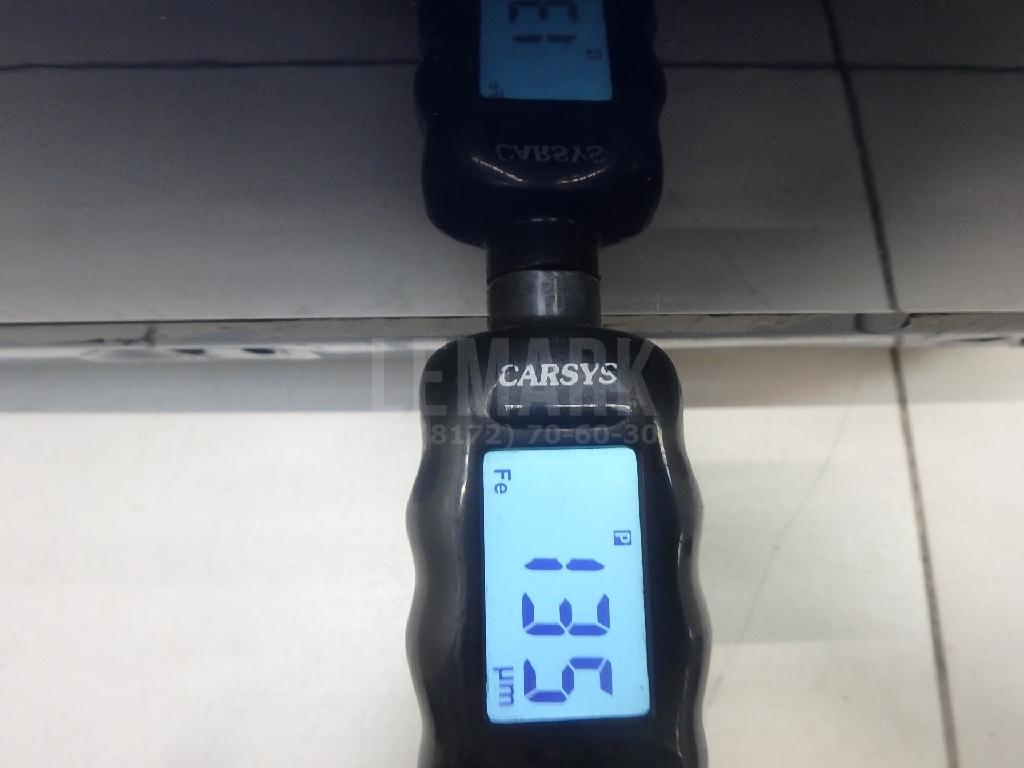 CARSYS
CARSYS
LEMARK
(8172) 70-60-30
Fe
P
135 µm